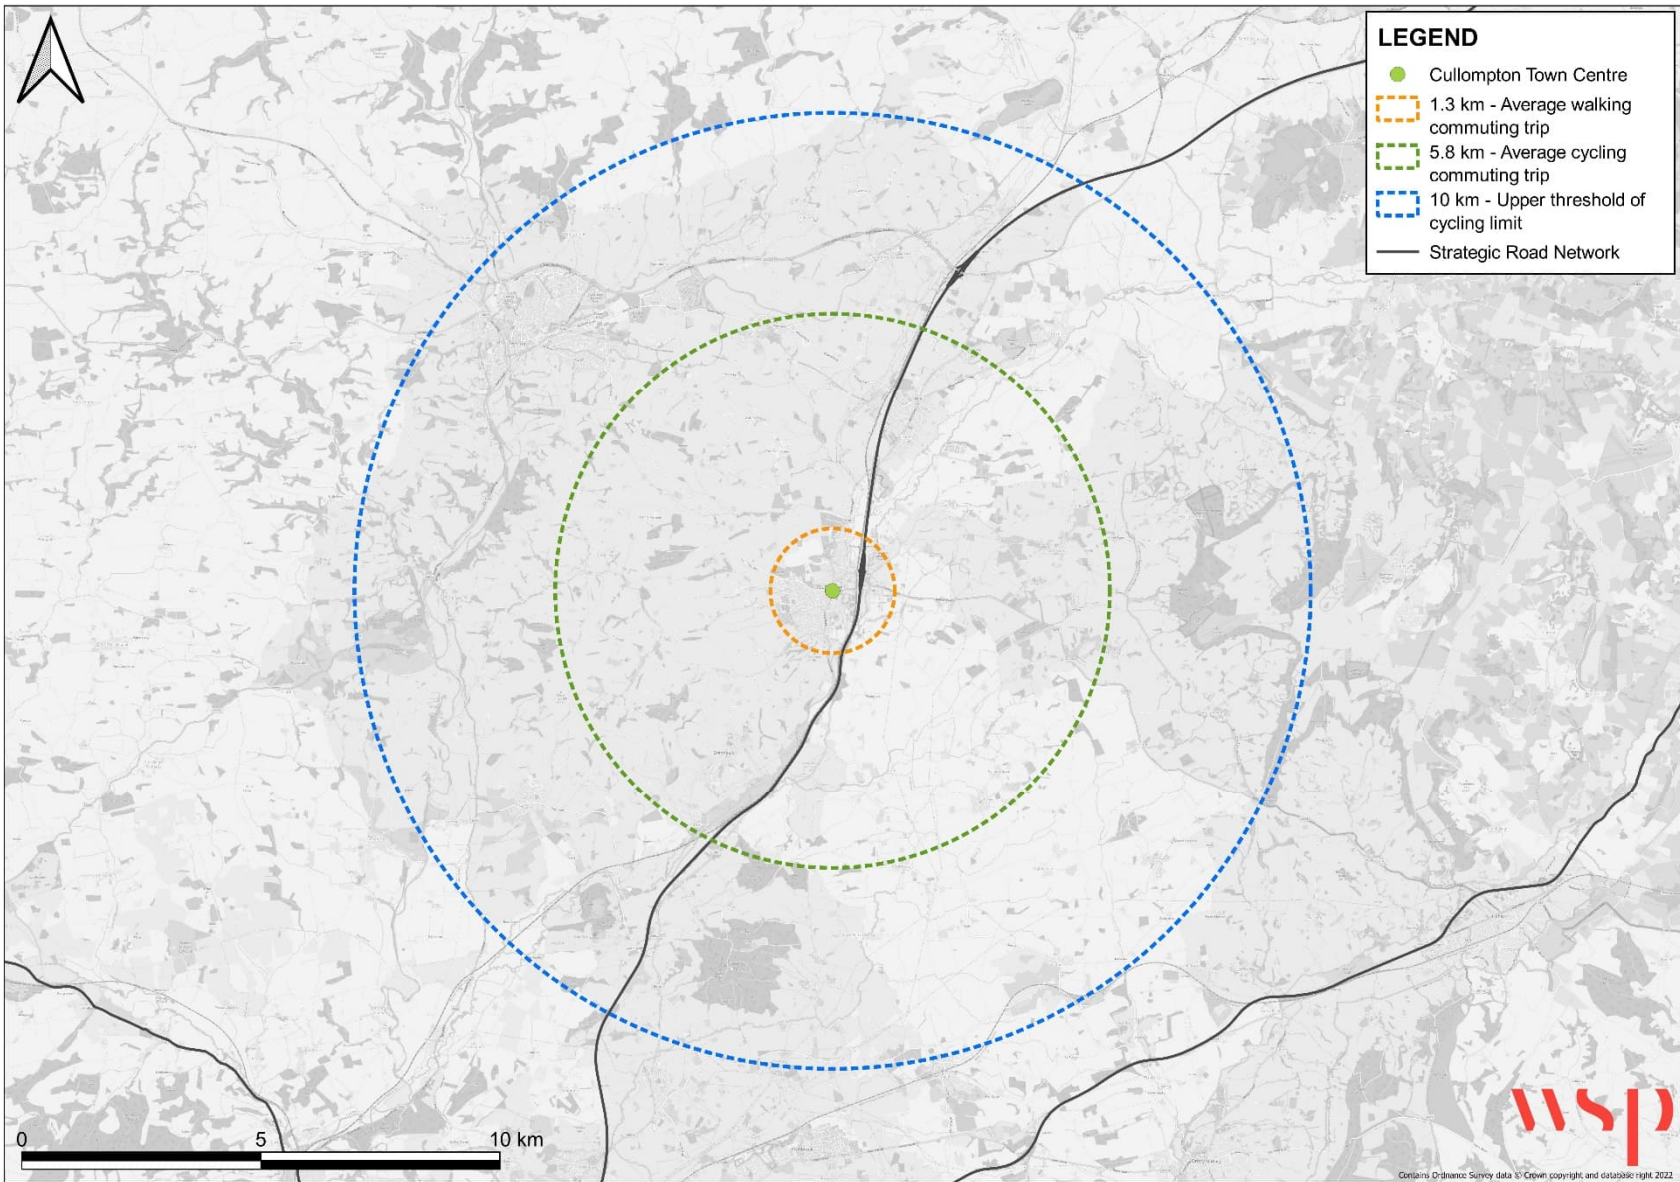 LEGEND
Cullompton Town Centre
1.3 km - Average walking
commuting trip
5.8 km - Average cycling
commuting trip
10 km - Upper threshold of
cycling limit
Strategic Road Network
0 5 10 km
wsp
Contains Ordnance Survey data © Crown copyright and database right 2022